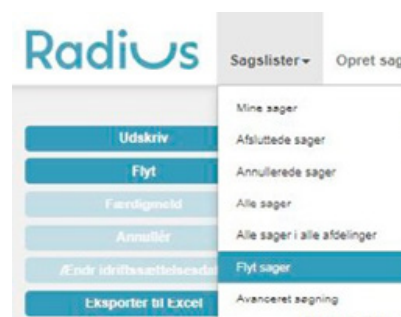 Radius
Sagslister
Opret sag
Mine sager
Afsluttede sager
Annullerede sager
Alle sager
Alle sager i alle afdelinger
Flyt sager
Avanceret søgning
Udskriv
Flyt
Færdigmeld
Annullér
Ændr idriftssættelsesdat
Eksporter til Excel